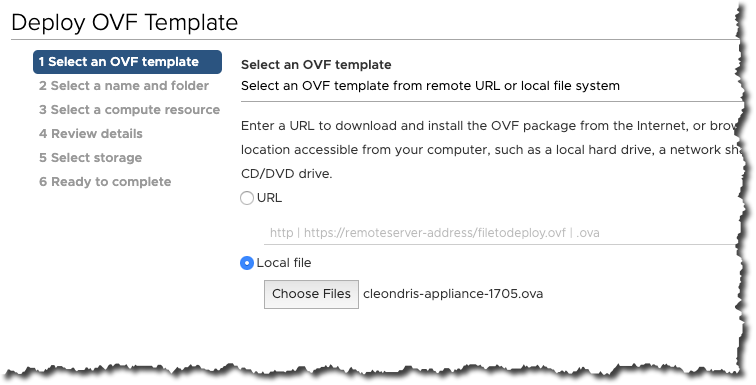 Deploy OVF Template
1 Select an OVF template
2 Select a name and folder
3 Select a compute resource
4 Review details
5 Select storage
6 Ready to complete
Select an OVF template
Select an OVF template from remote URL or local file system
Enter a URL to download and install the OVF package from the Internet, or
location accessible from your computer, such as a local hard drive, a network
CD/DVD drive.
URL
http | https://remoteserver-address/filetodeploy.ovf | .ova
Local file
Choose Files cleondris-appliance-1705.ova